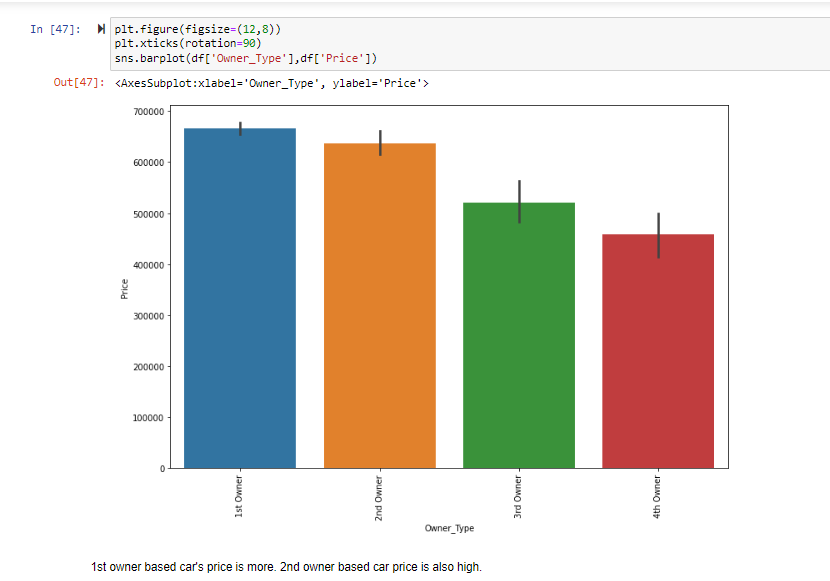 In [47]:
plt.figure(figsize=(12,8))
plt.xticks(rotation=90)
sns.barplot(df['Owner_Type'],df['Price'])
Out[47]: <AxesSubplot:xlabel='Owner_Type', ylabel='Price'>
700000
600000
500000
400000
300000
200000
100000
0
Price
1st Owner
2nd Owner
3rd Owner
4th Owner
Owner_Type
1st owner based car's price is more. 2nd owner based car price is also high.